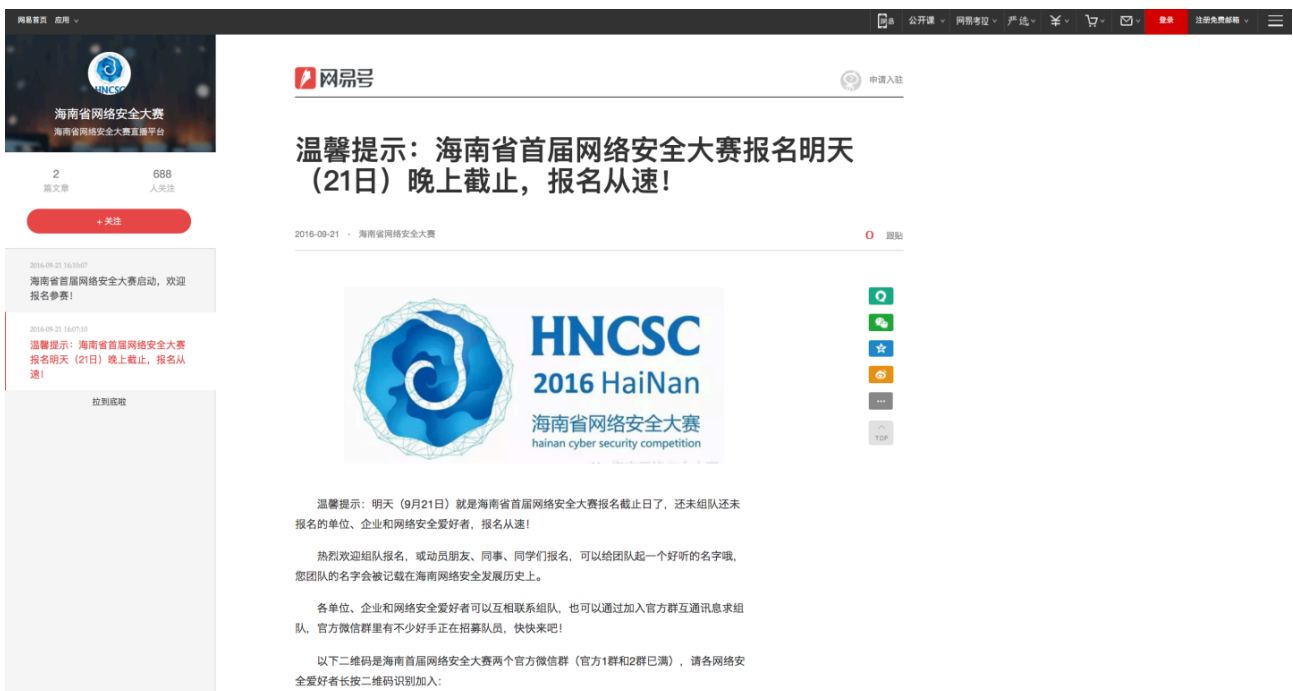 网易首页 应用
公开课 网易考拉 严选 登录 注册免费邮箱
HNCSC
海南省网络安全大赛
海南省网络安全大赛直播平台
2 688
篇文章 人关注
+ 关注
2016-09-21 16:10:07
海南省首届网络安全大赛启动，欢迎
报名参赛！
2016-09-21 16:07:10
温馨提示：海南省首届网络安全大赛
报名明天（21日）晚上截止，报名从
速！
拉到底啦
网易号
申请入驻
温馨提示：海南省首届网络安全大赛报名明天
（21日）晚上截止，报名从速！
2016-09-21 · 海南省网络安全大赛
0 跟贴
HNCSC
2016 HaiNan
海南省网络安全大赛
hainan cyber security competition
TOP
温馨提示：明天（9月21日）就是海南省首届网络安全大赛报名截止日了，还未组队还未
报名的单位、企业和网络安全爱好者，报名从速！
热烈欢迎组队报名，或动员朋友、同事、同学们报名，可以给团队起一个好听的名字哦，
您团队的名字会被记载在海南网络安全发展历史上。
各单位、企业和网络安全爱好者可以互相联系组队，也可以通过加入官方群互通讯息求组
队，官方微信群里有不少好手正在招募队员，快快来吧！
以下二维码是海南首届网络安全大赛两个官方微信群（官方1群和2群已满），请各网络安
全爱好者长按二维码识别加入：